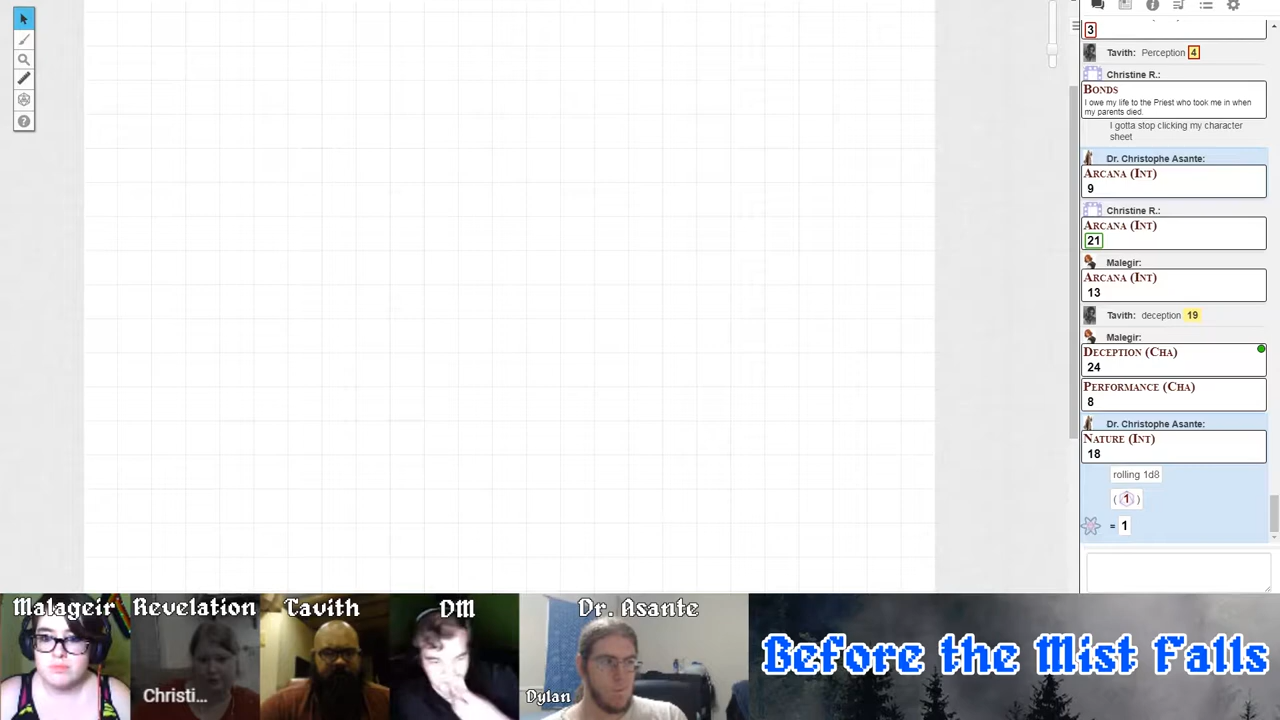 3
Tavith: Perception 4
Christine R.:
BONDS
I owe my life to the Priest who took me in when
my parents died.
I gotta stop clicking my character
sheet
Dr. Christophe Asante:
ARCANA (INT)
9
Christine R.:
ARCANA (INT)
21
Malegir:
ARCANA (INT)
13
Tavith: deception 19
Malegir:
DECEPTION (CHA)
24
PERFORMANCE (CHA)
8
Dr. Christophe Asante:
NATURE (INT)
18
rolling 1d8
(1)
= 1
Malageir
Revelation
Tavith
DM
Dr. Asante
Christi...
Dylan
Before the Mist Falls